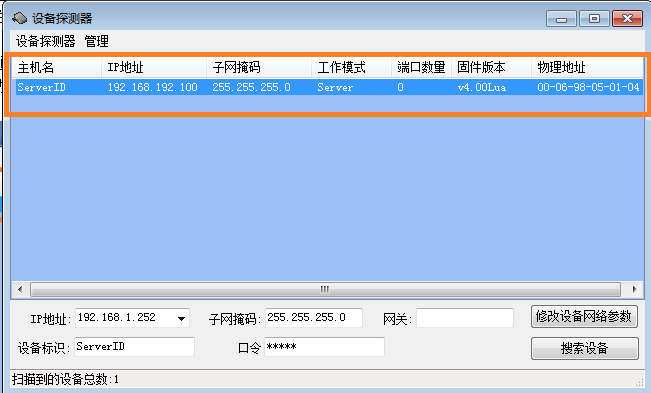 设备探测器
设备探测器 管理
主机名 IP地址 子网掩码 工作模式 端口数量 固件版本 物理地址
ServerID 192.168.192.100 255.255.255.0 Server 0 v4.00Lua 00-06-98-05-01-04
IP地址: 192.168.1.252 子网掩码: 255.255.255.0 网关: 修改设备网络参数
设备标识: ServerID 口令 ***** 搜索设备
扫描到的设备总数:1